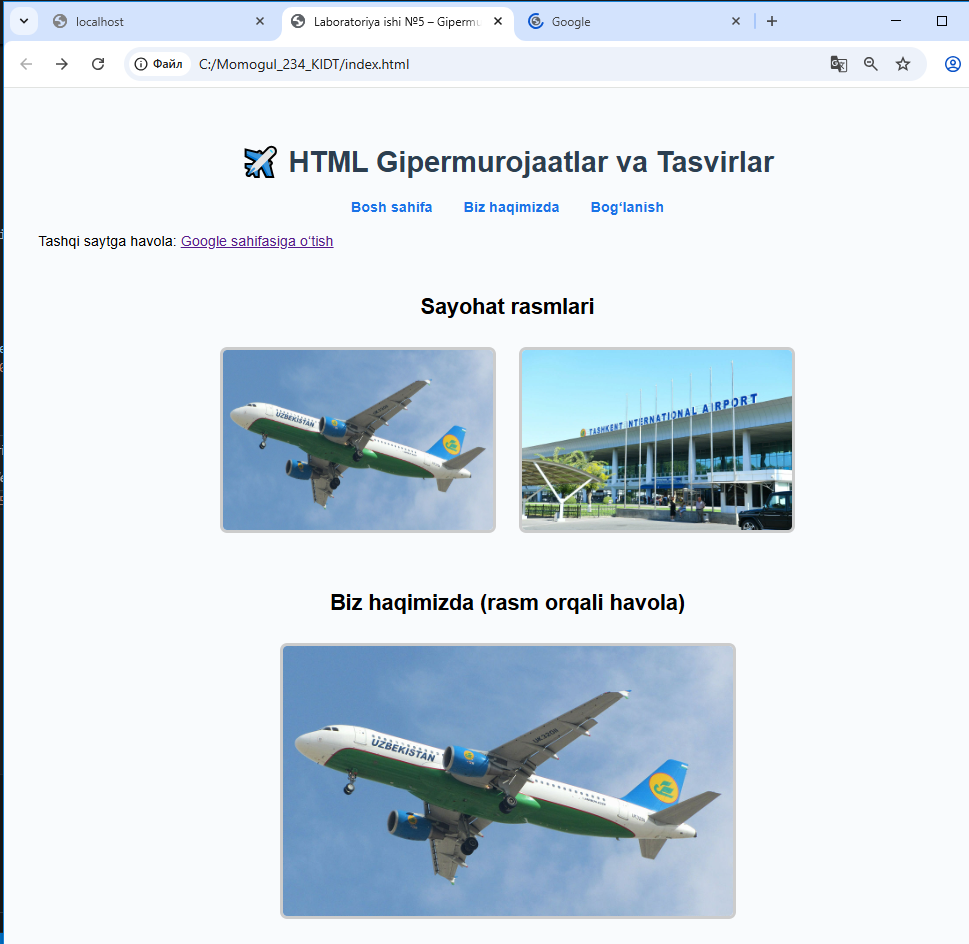 localhost
Laboratoriya ishi №5 – Gipermu
Google
Файл C:/Momogul_234_KIDT/index.html
HTML Gipermurojaatlar va Tasvirlar
Bosh sahifa Biz haqimizda Bog‘lanish
Tashqi saytga havola: Google sahifasiga o‘tish
Sayohat rasmlari
UZBEKISTAN
TASHKENT INTERNATIONAL AIRPORT
Biz haqimizda (rasm orqali havola)
UZBEKISTAN